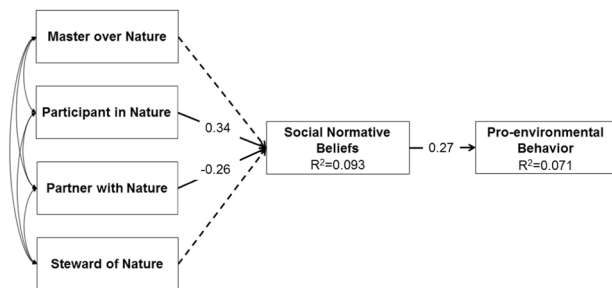 Master over Nature
Participant in Nature
0.34
Social Normative
Beliefs
R²=0.093
0.27
Pro-environmental
Behavior
R²=0.071
Partner with Nature
-0.26
Steward of Nature